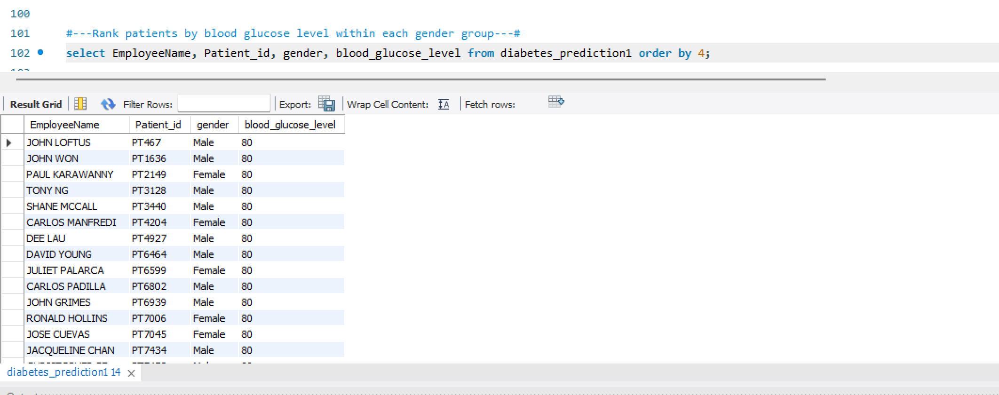 100
101 #---Rank patients by blood glucose level within each gender group---#
102 select EmployeeName, Patient_id, gender, blood_glucose_level from diabetes_prediction1 order by 4;
Result Grid Filter Rows: Export: Wrap Cell Content: Fetch rows:
EmployeeName Patient_id gender blood_glucose_level
JOHN LOFTUS PT467 Male 80
JOHN WON PT1636 Male 80
PAUL KARAWANNY PT2149 Female 80
TONY NG PT3128 Male 80
SHANE MCCALL PT3440 Male 80
CARLOS MANFREDI PT4204 Female 80
DEE LAU PT4927 Male 80
DAVID YOUNG PT6464 Male 80
JULIET PALARCA PT6599 Female 80
CARLOS PADILLA PT6802 Male 80
JOHN GRIMES PT6939 Male 80
RONALD HOLLINS PT7006 Female 80
JOSE CUEVAS PT7045 Female 80
JACQUELINE CHAN PT7434 Male 80
diabetes_prediction1 14